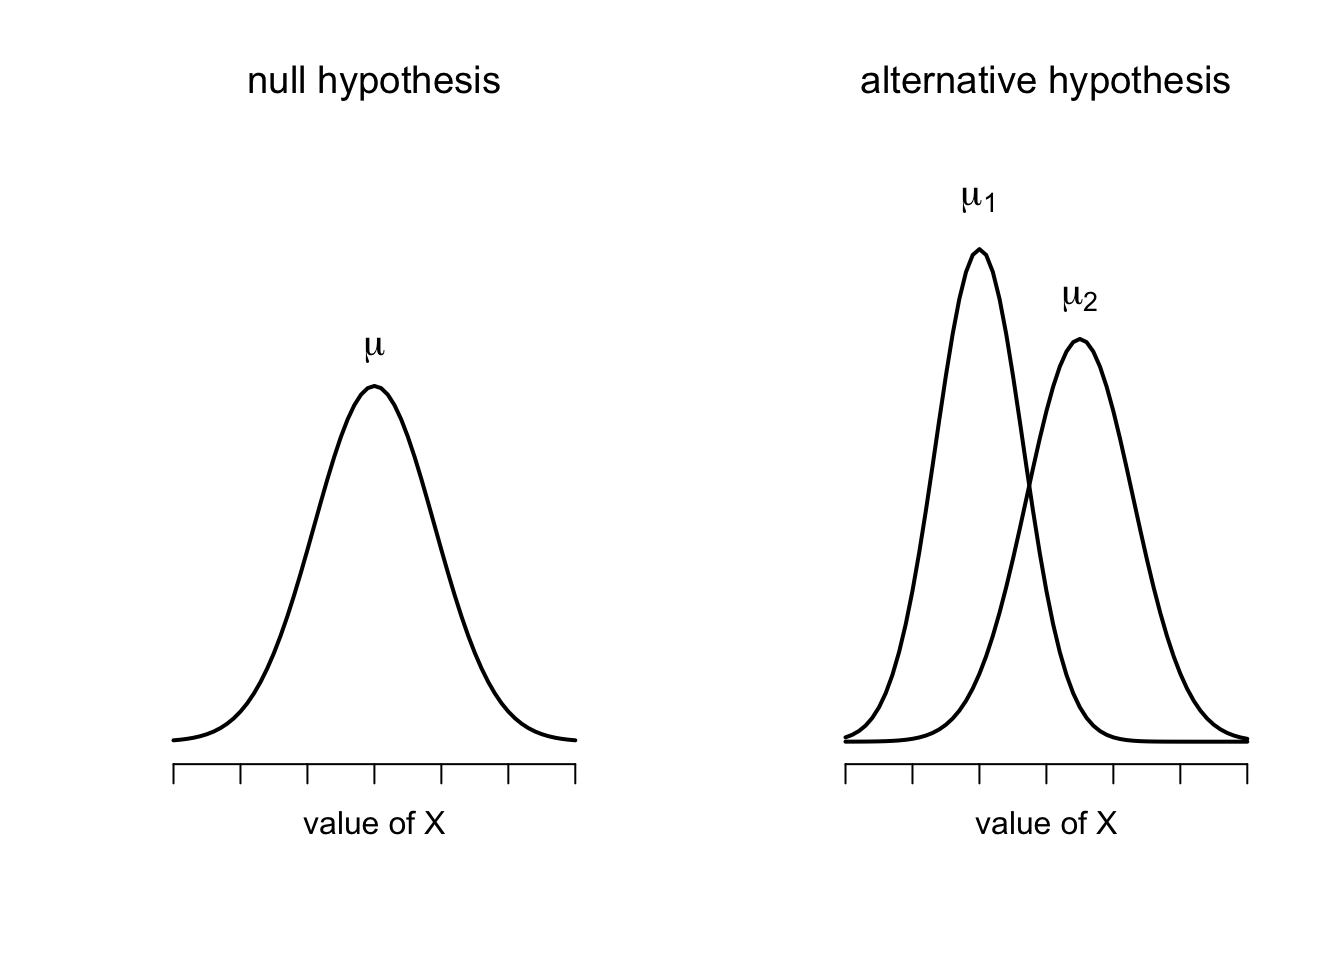 null hypothesis
μ
value of X
alternative hypothesis
μ₁
μ₂
value of X